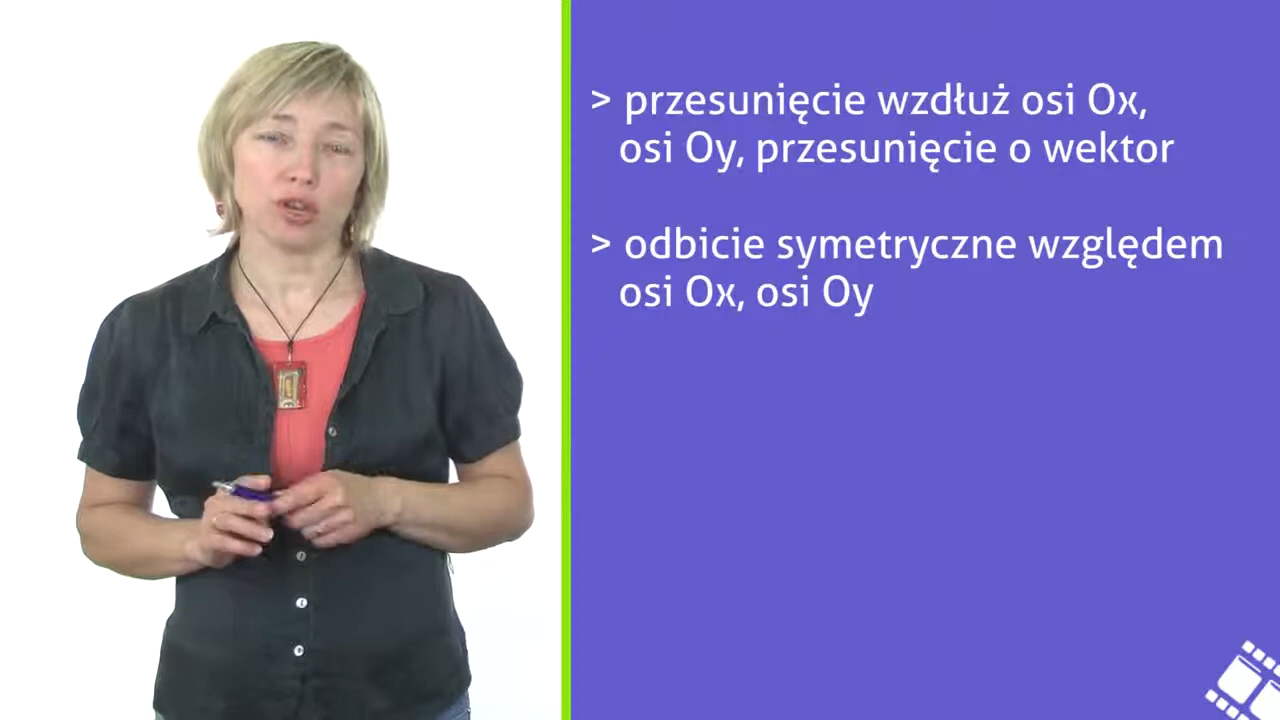 > przesunięcie wzdłuż osi Ox,
osi Oy, przesunięcie o wektor
> odbicie symetryczne względem
osi Ox, osi Oy